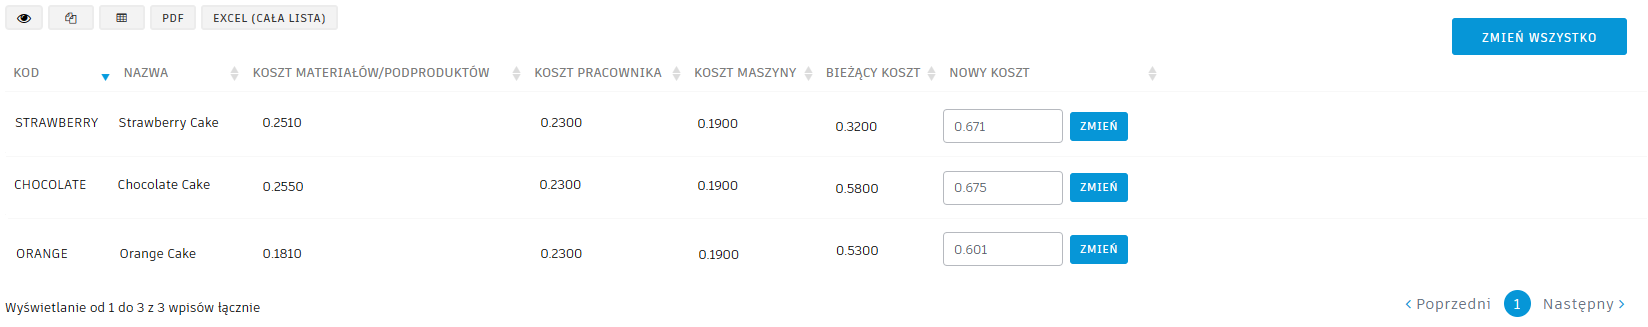 PDF EXCEL (CAŁA LISTA)
ZMIEŃ WSZYSTKO
KOD NAZWA KOSZT MATERIAŁÓW/PODPRODUKTÓW KOSZT PRACOWNIKA KOSZT MASZYNY BIEŻĄCY KOSZT NOWY KOSZT
STRAWBERRY Strawberry Cake 0.2510 0.2300 0.1900 0.3200 0.671 ZMIEŃ
CHOCOLATE Chocolate Cake 0.2550 0.2300 0.1900 0.5800 0.675 ZMIEŃ
ORANGE Orange Cake 0.1810 0.2300 0.1900 0.5300 0.601 ZMIEŃ
Wyświetlanie od 1 do 3 z 3 wpisów łącznie
Poprzedni 1 Następny